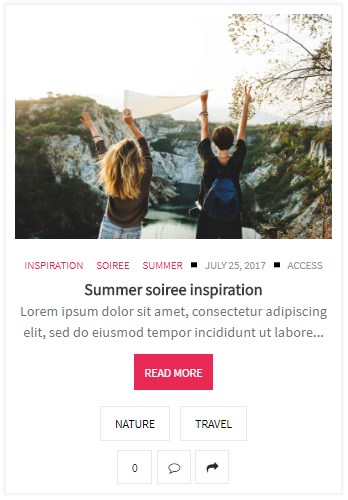 INSPIRATION SOIREE SUMMER ■ JULY 25, 2017 ■ ACCESS
Summer soiree inspiration
Lorem ipsum dolor sit amet, consectetur adipiscing
elit, sed do eiusmod tempor incididunt ut labore...
READ MORE
NATURE TRAVEL
0